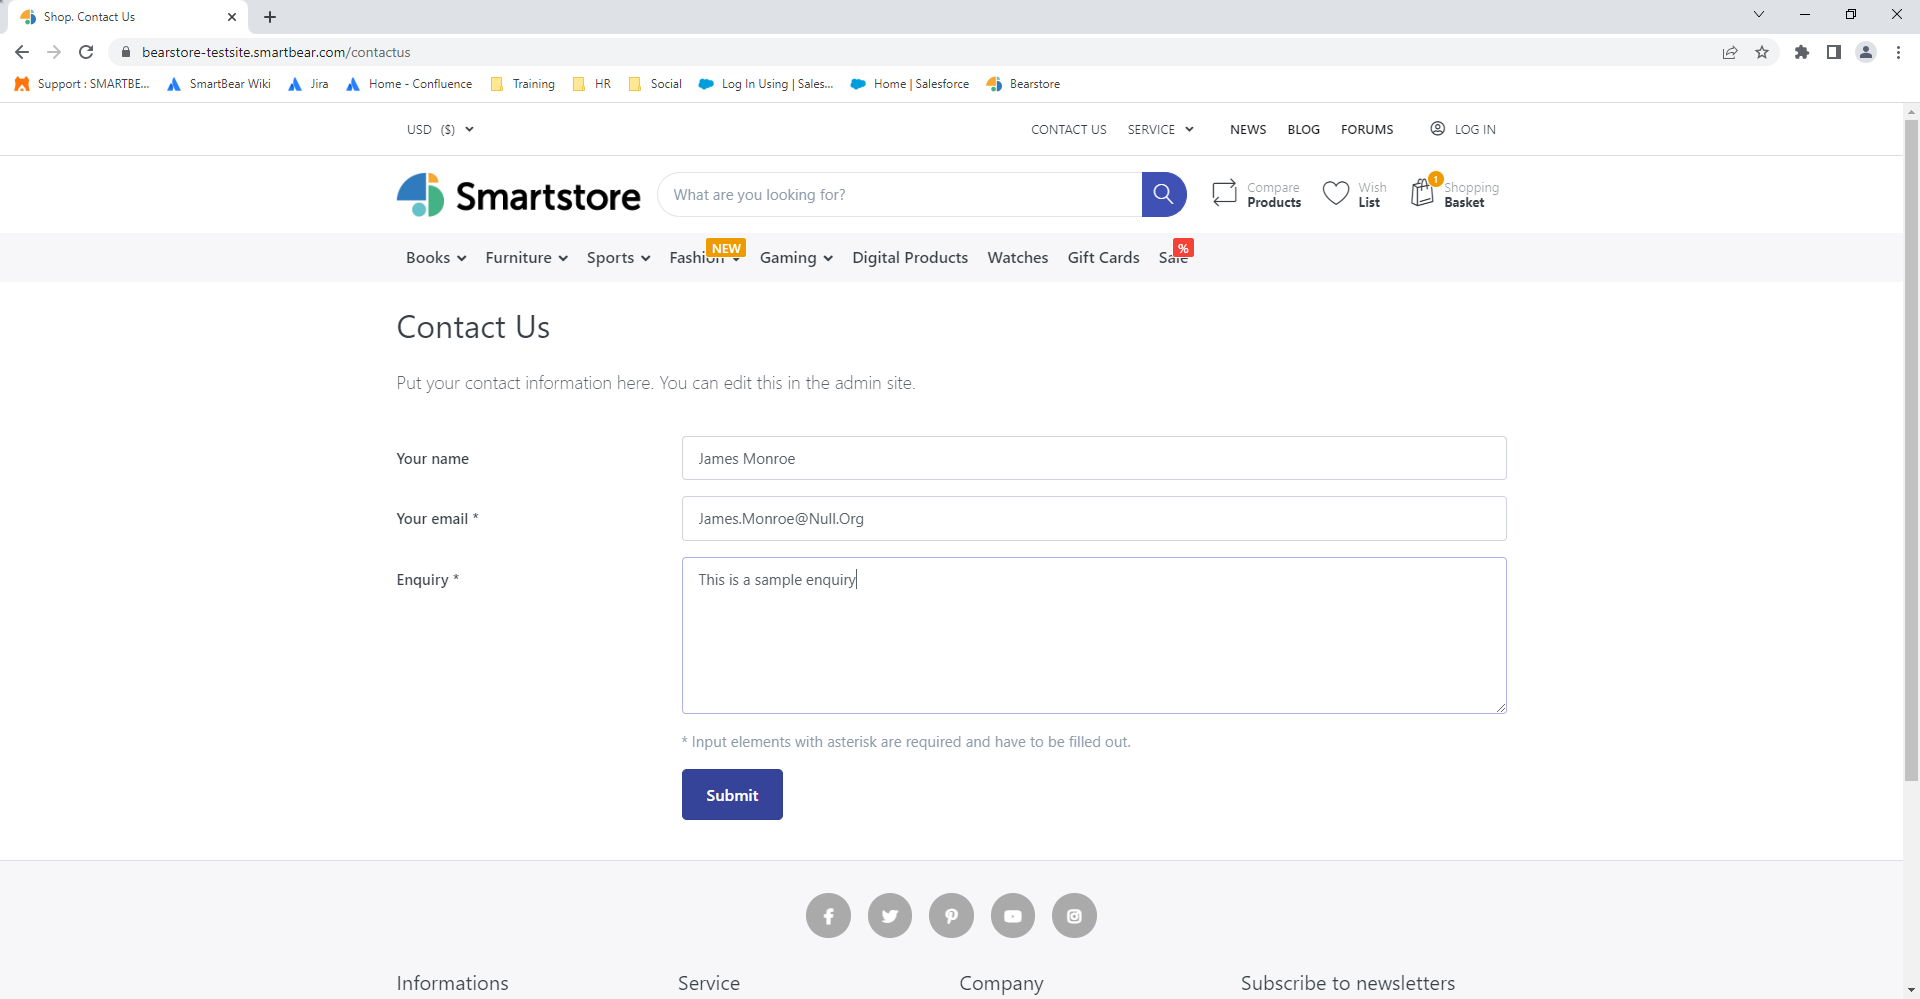 Shop. Contact Us
bearstore-testsite.smartbear.com/contactus
Support : SMARTBE... SmartBear Wiki Jira Home - Confluence Training HR Social Log In Using | Sales... Home | Salesforce Bearstore
USD ($) CONTACT US SERVICE NEWS BLOG FORUMS LOG IN
Smartstore What are you looking for? Compare Products Wish List 1 Shopping Basket
Books Furniture Sports Fashion NEW Gaming Digital Products Watches Gift Cards Sale %
Contact Us
Put your contact information here. You can edit this in the admin site.
Your name James Monroe
Your email * James.Monroe@Null.Org
Enquiry * This is a sample enquiry
* Input elements with asterisk are required and have to be filled out.
Submit
Informations Service Company Subscribe to newsletters